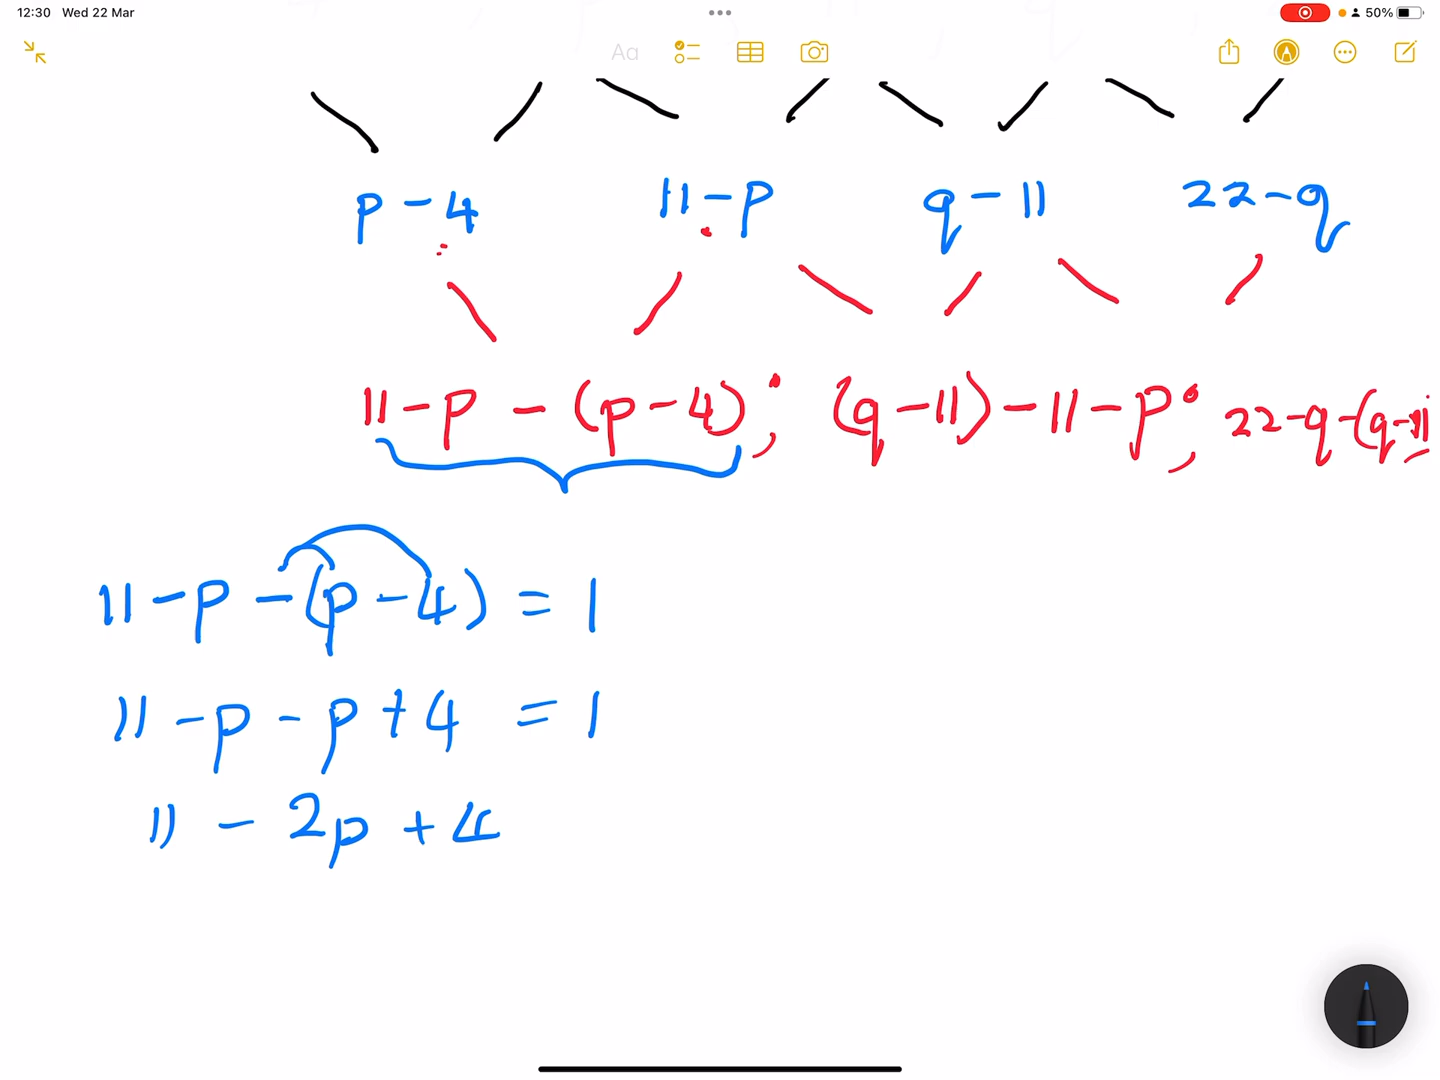 12:30 Wed 22 Mar
50%
Aa
p - 4 11 - p q - 11 22 - q
11 - p - (p - 4) ; (q - 11) - 11 - p ; 22 - q - (q - 11
11 - p - (p - 4) = 1
11 - p - p + 4 = 1
11 - 2p + 4